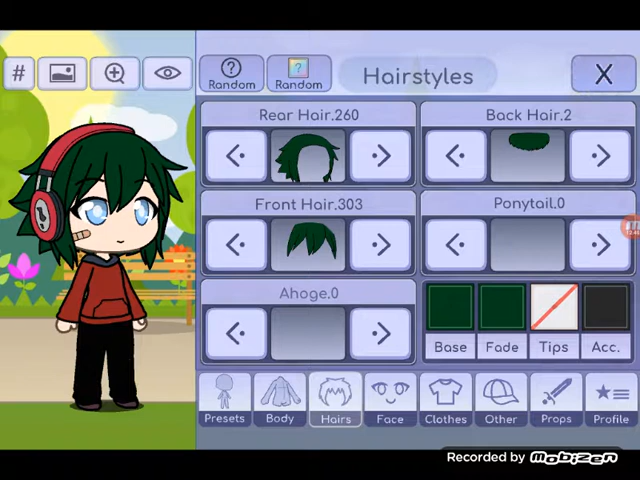 #
? Random
? Random
Hairstyles
X
Rear Hair.260
Back Hair.2
Front Hair.303
Ponytail.0
Ahoge.0
Base
Fade
Tips
Acc.
Presets
Body
Hairs
Face
Clothes
Other
Props
Profile
Recorded by Mobizen